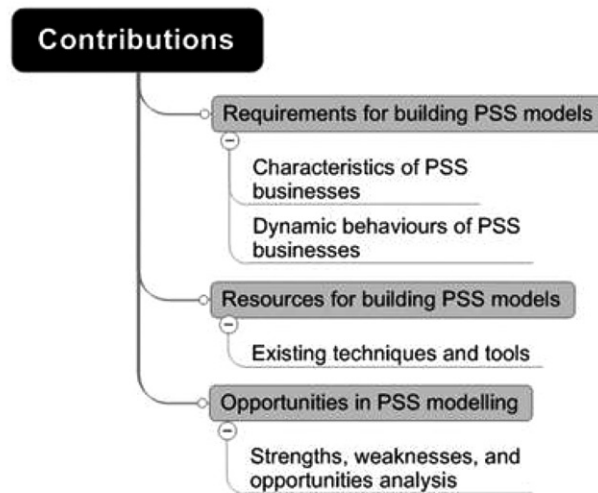 Contributions
Requirements for building PSS models
Characteristics of PSS
businesses
Dynamic behaviours of PSS
businesses
Resources for building PSS models
Existing techniques and tools
Opportunities in PSS modelling
Strengths, weaknesses, and
opportunities analysis